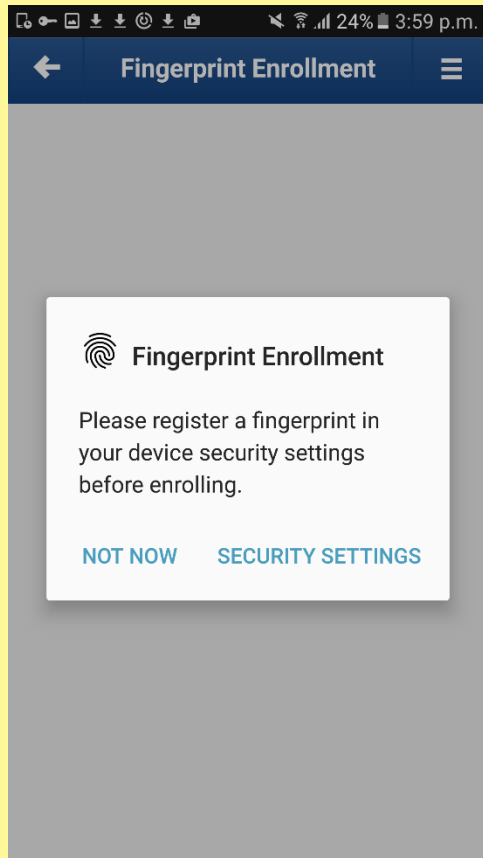 24% 3:59 p.m.
Fingerprint Enrollment
Fingerprint Enrollment
Please register a fingerprint in
your device security settings
before enrolling.
NOT NOW SECURITY SETTINGS